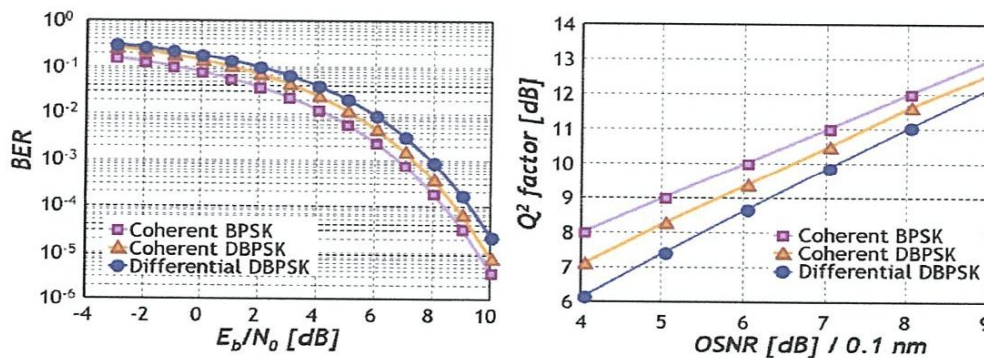 BER
10⁰
10⁻¹
10⁻²
10⁻³
10⁻⁴
10⁻⁵
10⁻⁶
Coherent BPSK
Coherent DBPSK
Differential DBPSK
-4 -2 0 2 4 6 8 10
E_b/N_0 [dB]
Q² factor [dB]
14
13
12
11
10
9
8
7
6
Coherent BPSK
Coherent DBPSK
Differential DBPSK
4 5 6 7 8 9
OSNR [dB] / 0.1 nm